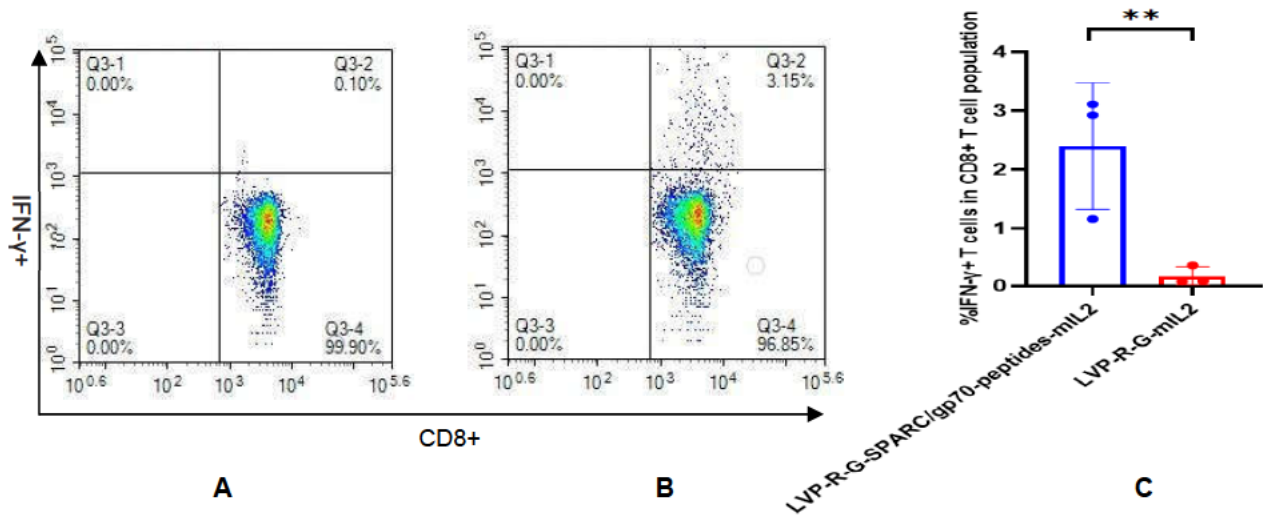 IFN-γ+
10^5
10^4
10^3
10^2
10^1
10^0
Q3-1
0.00%
Q3-2
0.10%
Q3-3
0.00%
Q3-4
99.90%
10^0.6
10^2
10^3
10^4
10^5.6
10^5
10^4
10^3
10^2
10^1
10^0
Q3-1
0.00%
Q3-2
3.15%
Q3-3
0.00%
Q3-4
96.85%
10^0.6
10^2
10^3
10^4
10^5.6
CD8+
%IFN-γ+ T cells in CD8+ T cell population
**
4
3
2
1
0
LVP-R-G-SPARC/gp70-peptides-mIL2
LVP-R-G-mIL2
A
B
C